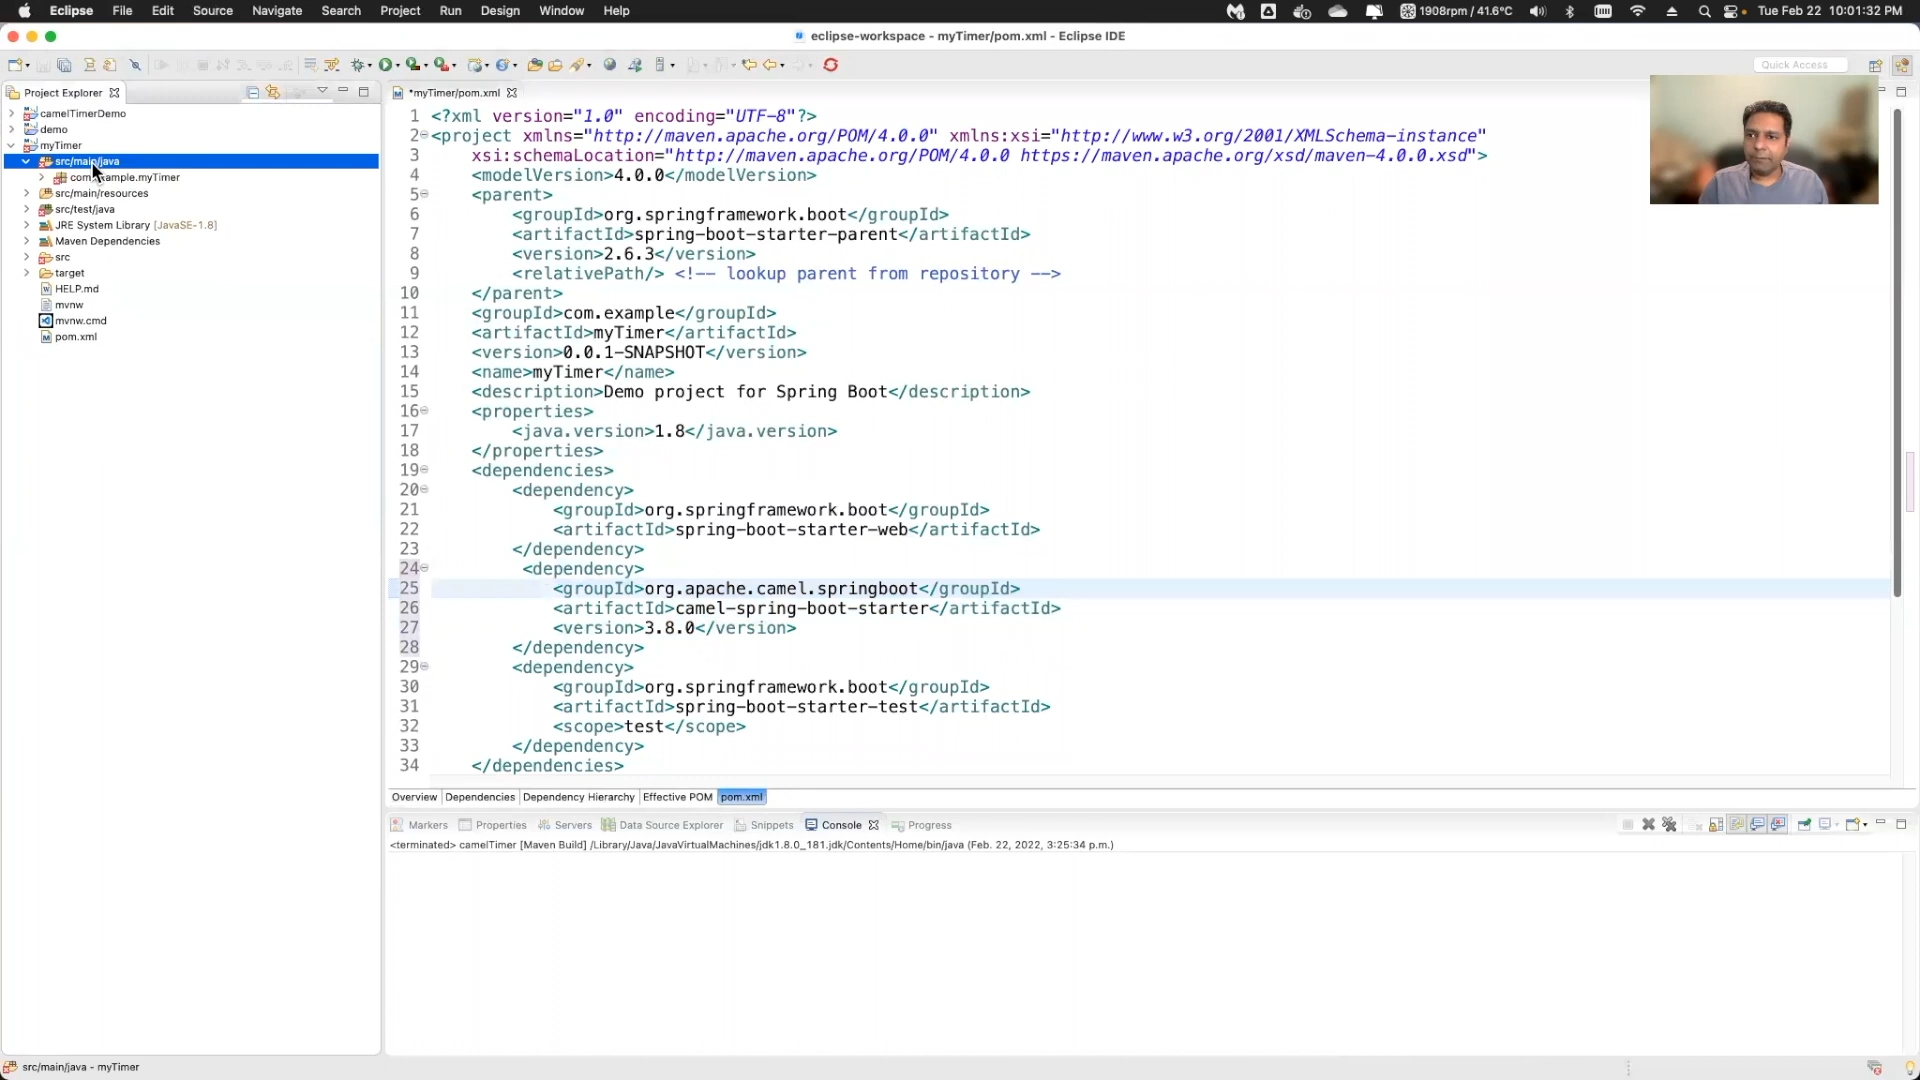 Eclipse File Edit Source Navigate Search Project Run Design Window Help 1908rpm / 41.6°C Tue Feb 22 10:01:32 PM
eclipse-workspace - myTimer/pom.xml - Eclipse IDE
Quick Access
Project Explorer
camelTimerDemo
demo
myTimer
src/main/java
com.example.myTimer
src/main/resources
src/test/java
JRE System Library [JavaSE-1.8]
Maven Dependencies
src
target
HELP.md
mvnw
mvnw.cmd
pom.xml
*myTimer/pom.xml
1 <?xml version="1.0" encoding="UTF-8"?>
2 <project xmlns="http://maven.apache.org/POM/4.0.0" xmlns:xsi="http://www.w3.org/2001/XMLSchema-instance"
3 xsi:schemaLocation="http://maven.apache.org/POM/4.0.0 https://maven.apache.org/xsd/maven-4.0.0.xsd">
4 <modelVersion>4.0.0</modelVersion>
5 <parent>
6 <groupId>org.springframework.boot</groupId>
7 <artifactId>spring-boot-starter-parent</artifactId>
8 <version>2.6.3</version>
9 <relativePath/> <!-- lookup parent from repository -->
10 </parent>
11 <groupId>com.example</groupId>
12 <artifactId>myTimer</artifactId>
13 <version>0.0.1-SNAPSHOT</version>
14 <name>myTimer</name>
15 <description>Demo project for Spring Boot</description>
16 <properties>
17 <java.version>1.8</java.version>
18 </properties>
19 <dependencies>
20 <dependency>
21 <groupId>org.springframework.boot</groupId>
22 <artifactId>spring-boot-starter-web</artifactId>
23 </dependency>
24 <dependency>
25 <groupId>org.apache.camel.springboot</groupId>
26 <artifactId>camel-spring-boot-starter</artifactId>
27 <version>3.8.0</version>
28 </dependency>
29 <dependency>
30 <groupId>org.springframework.boot</groupId>
31 <artifactId>spring-boot-starter-test</artifactId>
32 <scope>test</scope>
33 </dependency>
34 </dependencies>
Overview Dependencies Dependency Hierarchy Effective POM pom.xml
Markers Properties Servers Data Source Explorer Snippets Console Progress
<terminated> camelTimer [Maven Build] /Library/Java/JavaVirtualMachines/jdk1.8.0_181.jdk/Contents/Home/bin/java (Feb. 22, 2022, 3:25:34 p.m.)
src/main/java - myTimer